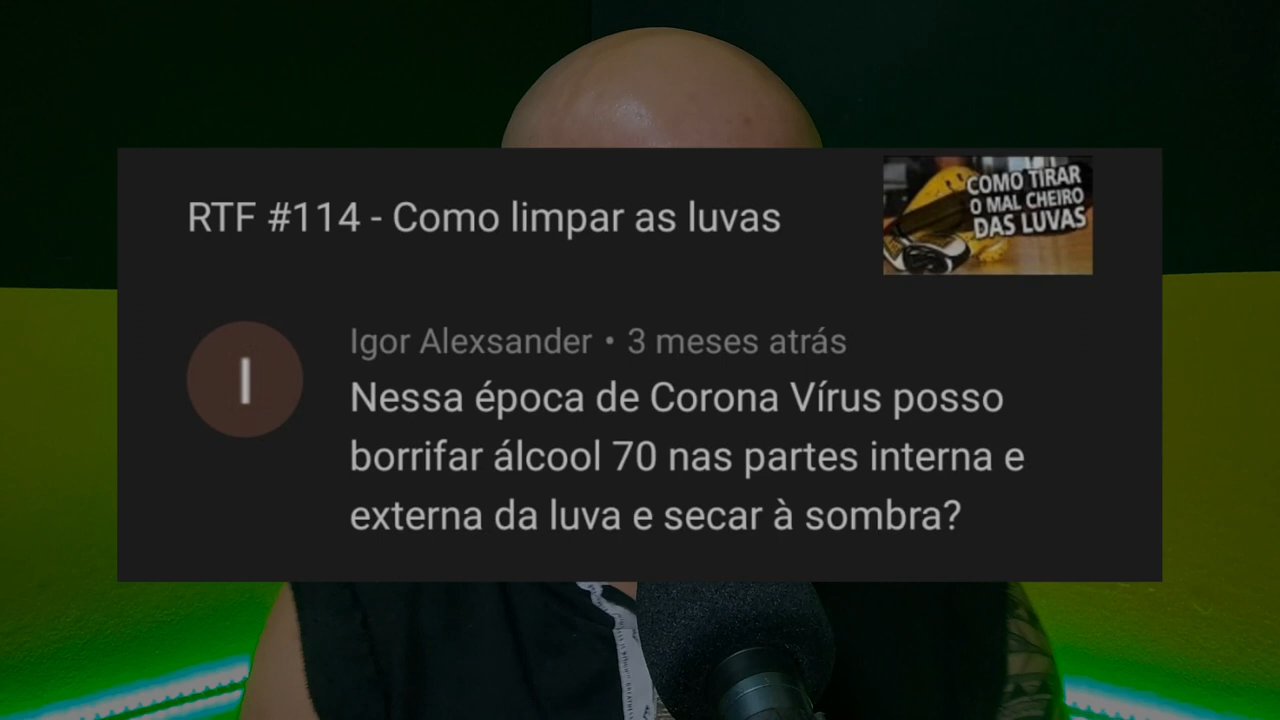 RTF #114 - Como limpar as luvas
COMO TIRAR
O MAL CHEIRO
DAS LUVAS
I
Igor Alexsander • 3 meses atrás
Nessa época de Corona Vírus posso
borrifar álcool 70 nas partes interna e
externa da luva e secar à sombra?